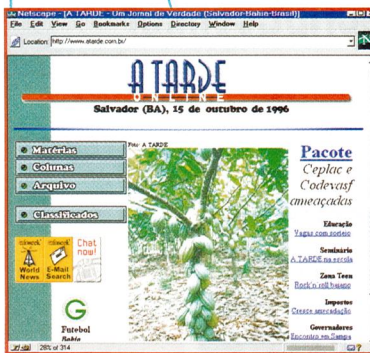 Netscape - [A TARDE - Um Jornal de Verdade (Salvador-Bahia-Brasil)]
File Edit View Go Bookmarks Options Directory Window Help
Location: http://www.atarde.com.br/
A TARDE
ONLINE
Salvador (BA), 15 de outubro de 1996
Matérias
Colunas
Arquivo
Classificados
World News
E-Mail Search
Chat now!
G
Futebol
Bahia
Foto: A TARDE
Pacote
Ceplac e
Codevasf
ameaçadas
Educação
Vagas com sorteio
Seminário
A TARDE na escola
Zona Teen
Rock'n roll baiano
Impostos
Cresce arrecadação
Governadores
Encontro em Sergipe
28% of 314